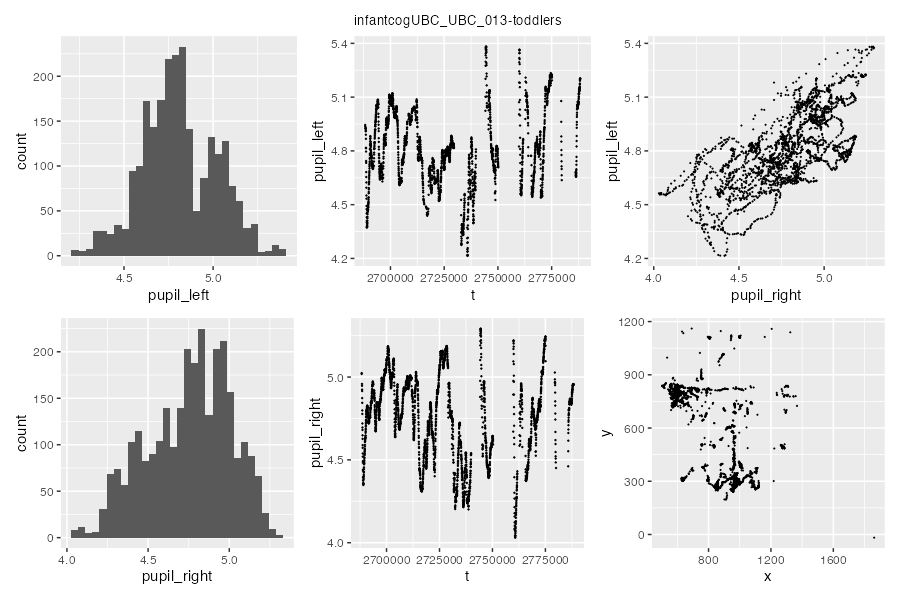 infantcogUBC_UBC_013-toddlers
count
200
150
100
50
0
4.5 5.0
pupil_left
pupil_left
5.4
5.1
4.8
4.5
4.2
2700000 2725000 2750000 2775000
t
pupil_left
5.4
5.1
4.8
4.5
4.2
4.0 4.5 5.0
pupil_right
count
200
150
100
50
0
4.0 4.5 5.0
pupil_right
pupil_right
5.0
4.5
4.0
2700000 2725000 2750000 2775000
t
y
1200
900
600
300
0
800 1200 1600
x